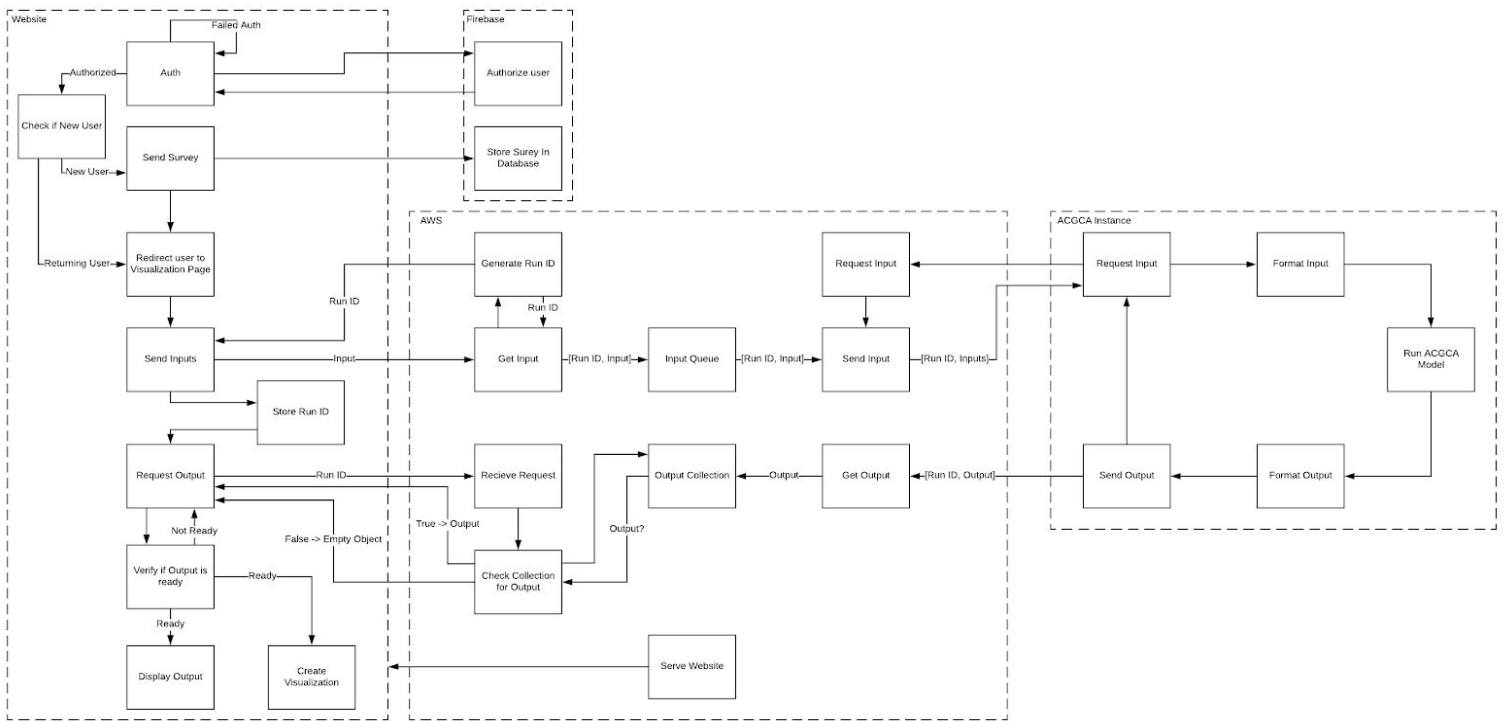 Website
Failed Auth
Firebase
Auth
Authorize user
Authorized
Check if New User
Send Survey
Store Surey In
Database
New User
AWS
ACGCA Instance
Redirect user to
Visualization Page
Returning User
Generate Run ID
Request Input
Request Input
Format Input
Run ID
Run ID
Send Inputs
Input
Get Input
[Run ID, Input]
Input Queue
[Run ID, Input]
Send Input
[Run ID, Inputs]
Run ACGCA
Model
Store Run ID
Request Output
Run ID
Recieve Request
Output Collection
Output
Get Output
[Run ID, Output]
Send Output
Format Output
Not Ready
True -> Output
Output?
False -> Empty Object
Verify if Output is
ready
Ready
Check Collection
for Output
Ready
Serve Website
Display Output
Create
Visualization